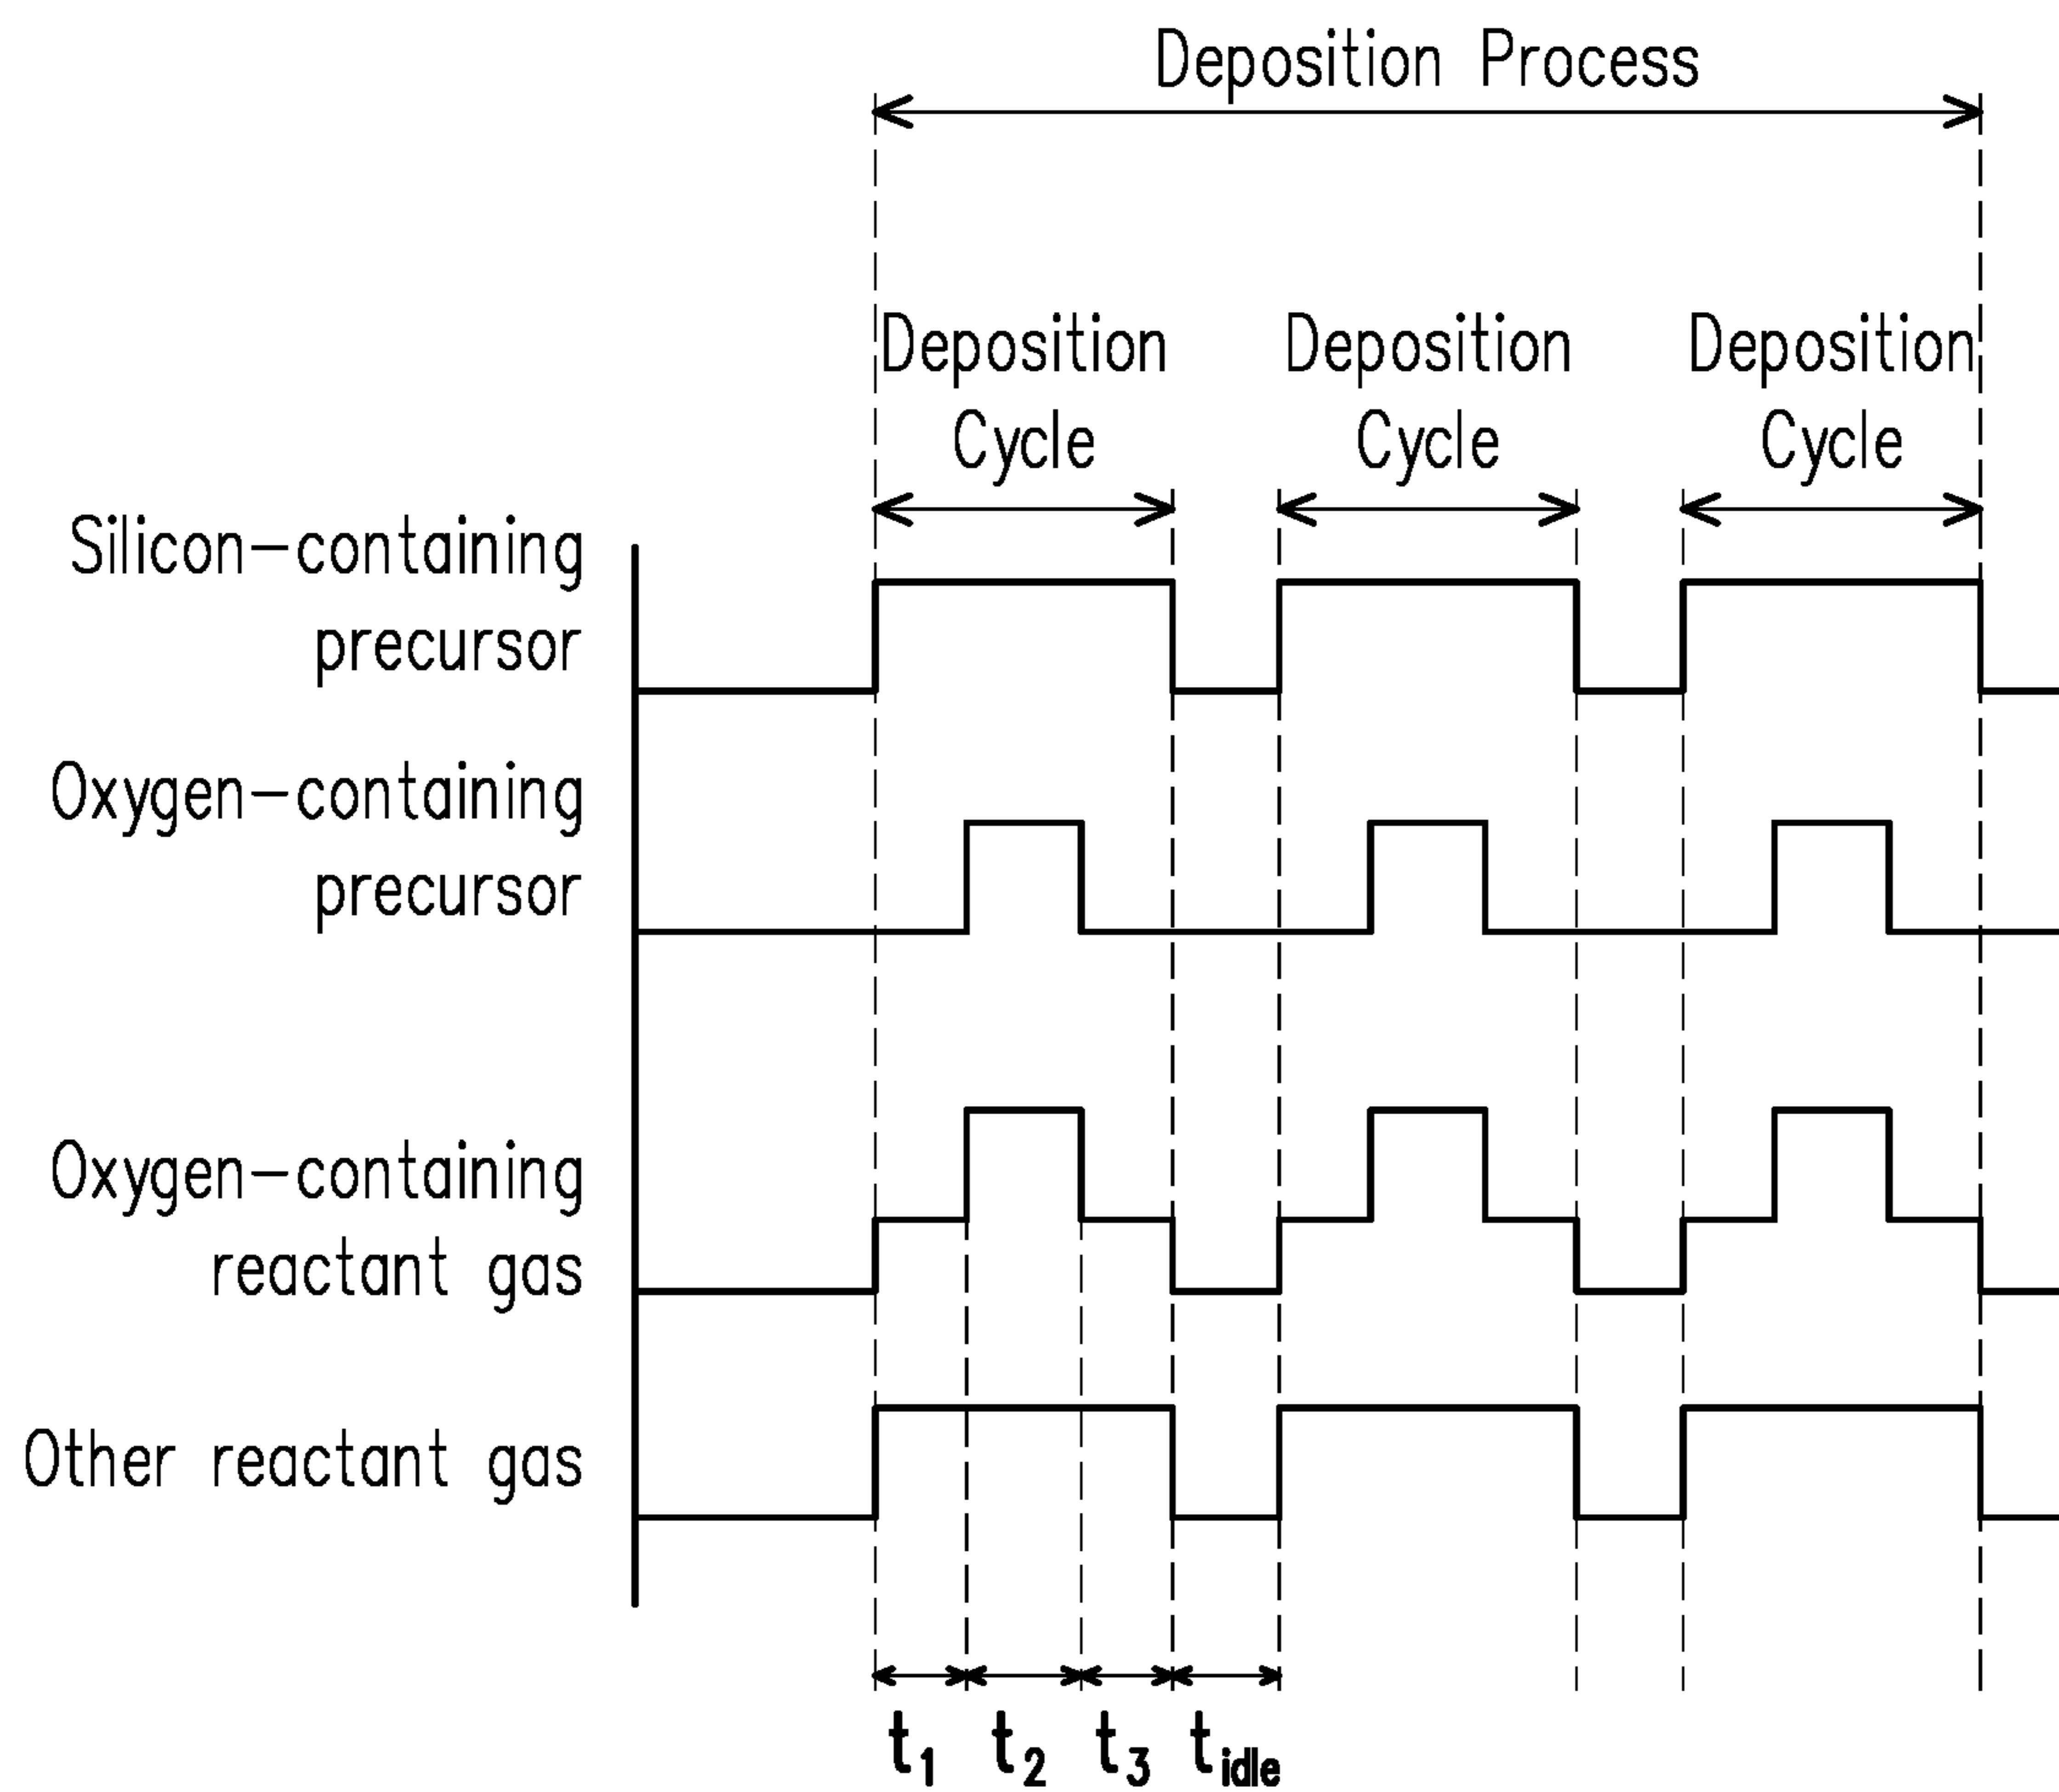 Deposition Process
Deposition Deposition Deposition
Cycle Cycle Cycle
Silicon-containing
precursor
Oxygen-containing
precursor
Oxygen-containing
reactant gas
Other reactant gas
t1 t2 t3 tidle